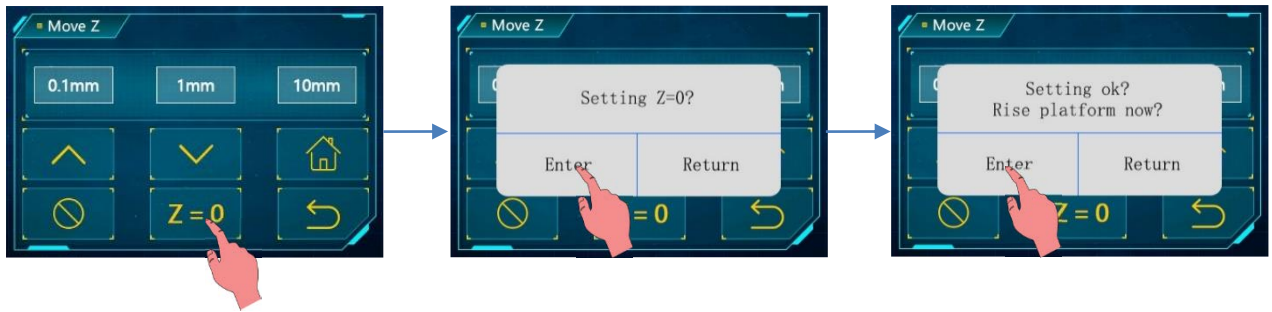 Move Z
0.1mm
1mm
10mm
Z = 0
Move Z
Setting Z=0?
Enter
Return
= 0
Move Z
Setting ok?
Rise platform now?
Enter
Return
Z = 0